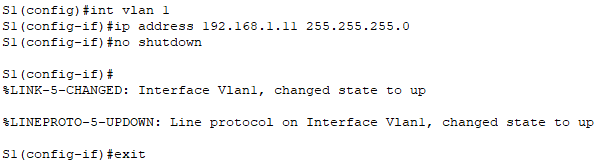 S1(config)#int vlan 1
S1(config-if)#ip address 192.168.1.11 255.255.255.0
S1(config-if)#no shutdown
S1(config-if)#
%LINK-5-CHANGED: Interface Vlan1, changed state to up
%LINEPROTO-5-UPDOWN: Line protocol on Interface Vlan1, changed state to up
S1(config-if)#exit